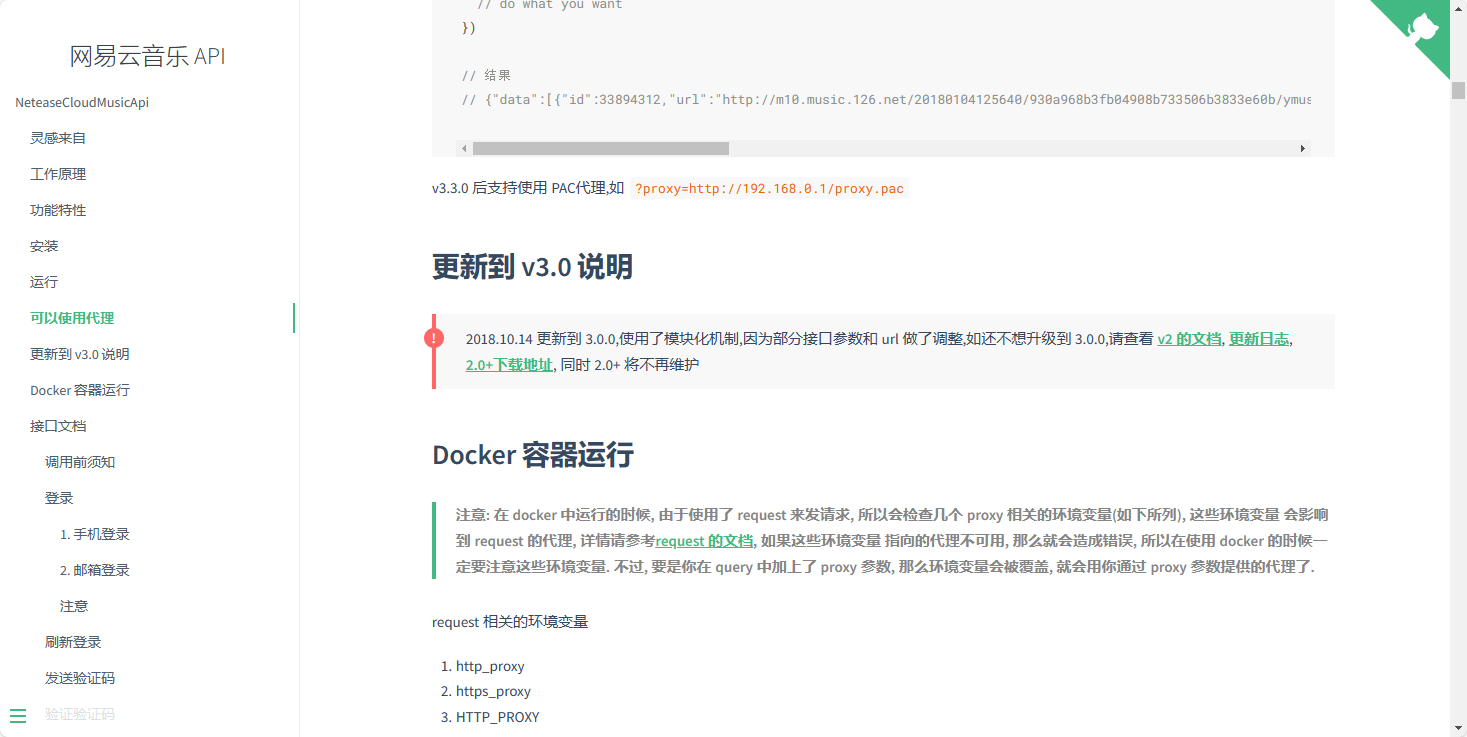 网易云音乐 API
NeteaseCloudMusicApi
灵感来自
工作原理
功能特性
安装
运行
可以使用代理
更新到 v3.0 说明
Docker 容器运行
接口文档
调用前须知
登录
1. 手机登录
2. 邮箱登录
注意
刷新登录
发送验证码
验证验证码
// do what you want
})
// 结果
// {"data":[{"id":33894312,"url":"http://m10.music.126.net/20180104125640/930a968b3fb04908b733506b3833e60b/ymus
v3.3.0 后支持使用 PAC代理,如 ?proxy=http://192.168.0.1/proxy.pac
更新到 v3.0 说明
!
2018.10.14 更新到 3.0.0,使用了模块化机制,因为部分接口参数和 url 做了调整,如还不想升级到 3.0.0,请查看 v2 的文档, 更新日志,
2.0+下载地址, 同时 2.0+ 将不再维护
Docker 容器运行
注意: 在 docker 中运行的时候, 由于使用了 request 来发请求, 所以会检查几个 proxy 相关的环境变量(如下所列), 这些环境变量 会影响
到 request 的代理, 详情请参考request 的文档, 如果这些环境变量 指向的代理不可用, 那么就会造成错误, 所以在使用 docker 的时候一
定要注意这些环境变量. 不过, 要是你在 query 中加上了 proxy 参数, 那么环境变量会被覆盖, 就会用你通过 proxy 参数提供的代理了.
request 相关的环境变量
1. http_proxy
2. https_proxy
3. HTTP_PROXY